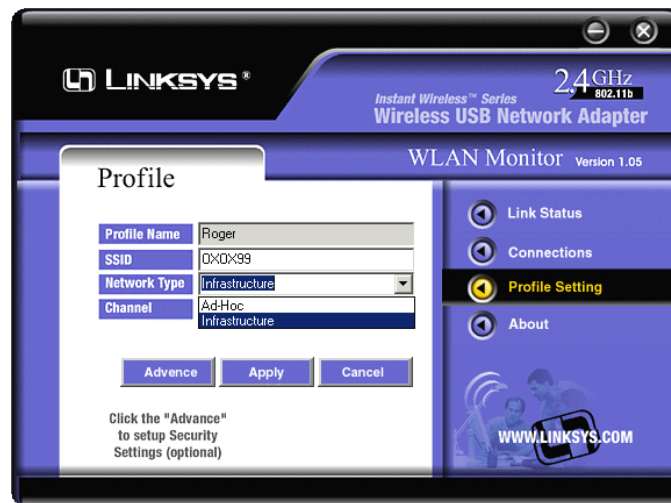 LINKSYS®
2.4GHz
802.11b
Instant Wireless™ Series
Wireless USB Network Adapter
WLAN Monitor Version 1.05
Profile
Profile Name Roger
SSID 0X0X99
Network Type Infrastructure
Channel Ad-Hoc
Infrastructure
Advence Apply Cancel
Click the "Advance"
to setup Security
Settings (optional)
Link Status
Connections
Profile Setting
About
WWW.LINKSYS.COM